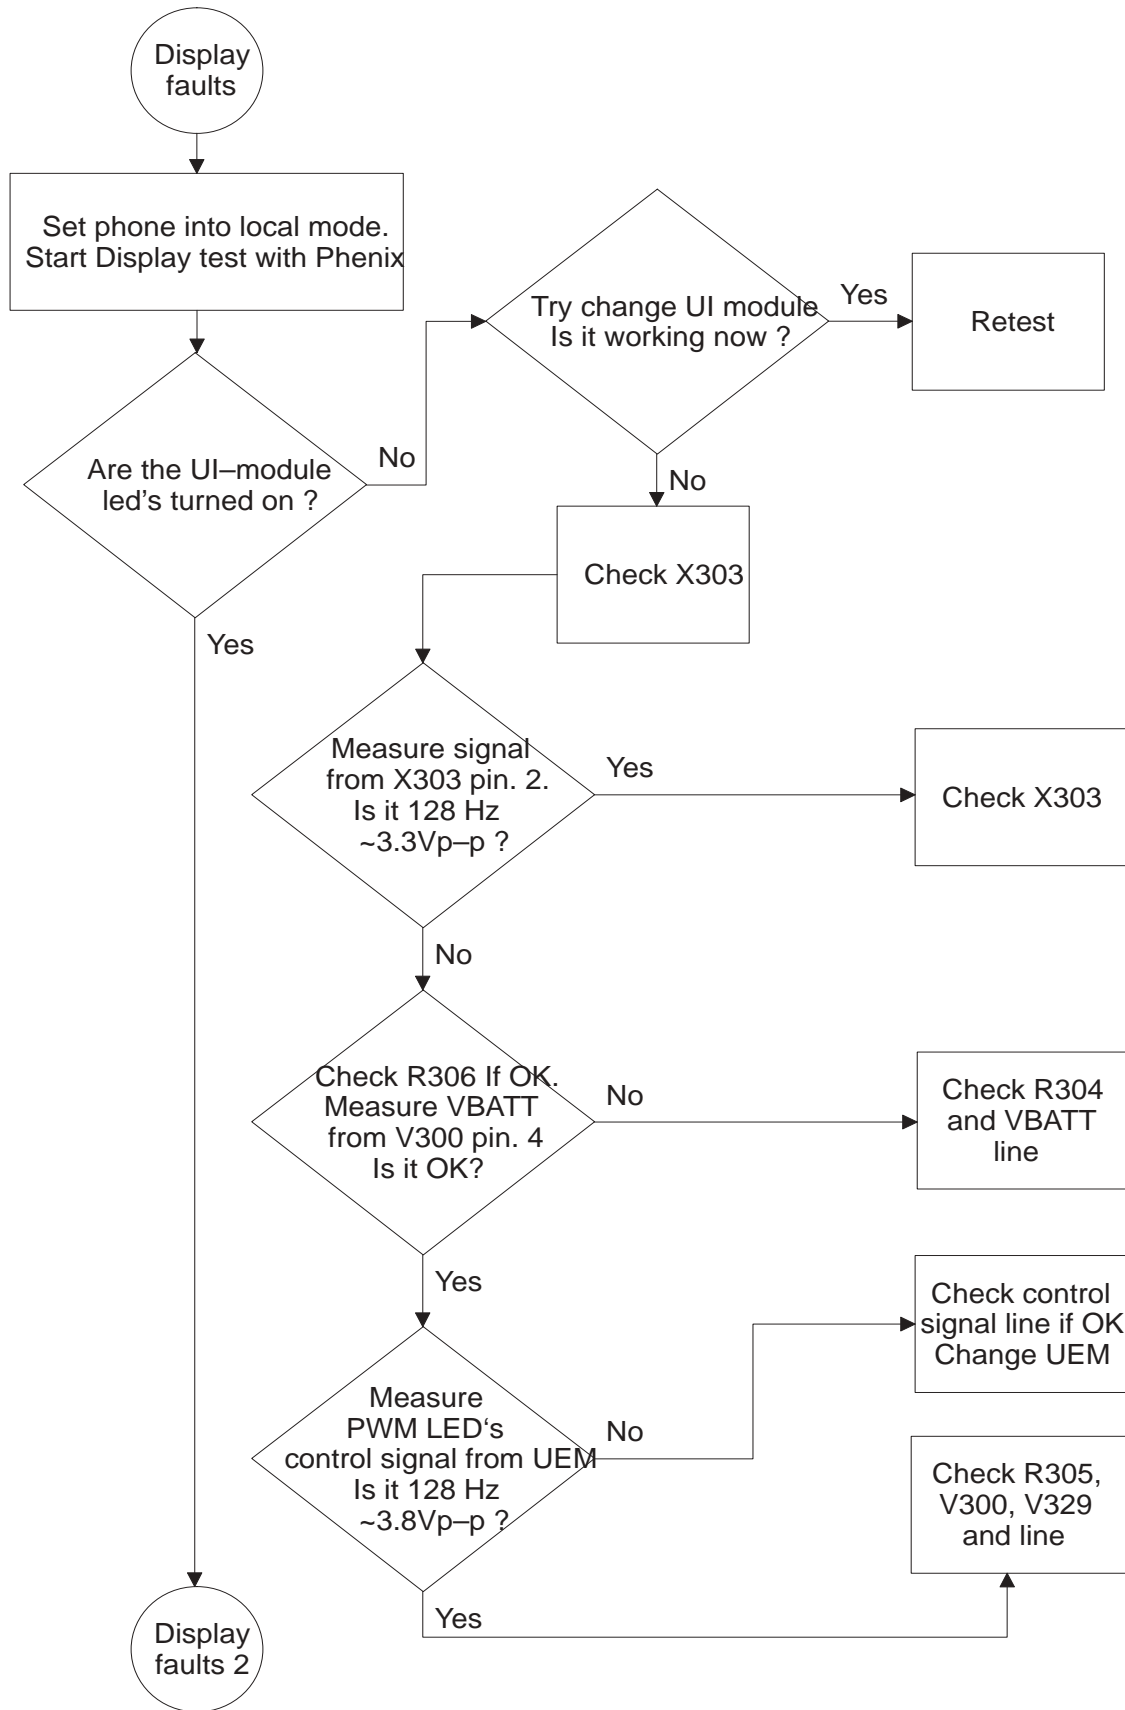 Display
faults
Set phone into local mode.
Start Display test with Phenix
Try change UI module
Is it working now ?
Yes
Retest
Are the UI–module
led's turned on ?
No
No
Check X303
Yes
Measure signal
from X303 pin. 2.
Is it 128 Hz
~3.3Vp–p ?
Yes
Check X303
No
Check R306 If OK.
Measure VBATT
from V300 pin. 4
Is it OK?
No
Check R304
and VBATT
line
Yes
Measure
PWM LED‘s
control signal from UEM
Is it 128 Hz
~3.8Vp–p ?
No
Check control
signal line if OK
Change UEM
Check R305,
V300, V329
and line
Yes
Display
faults 2